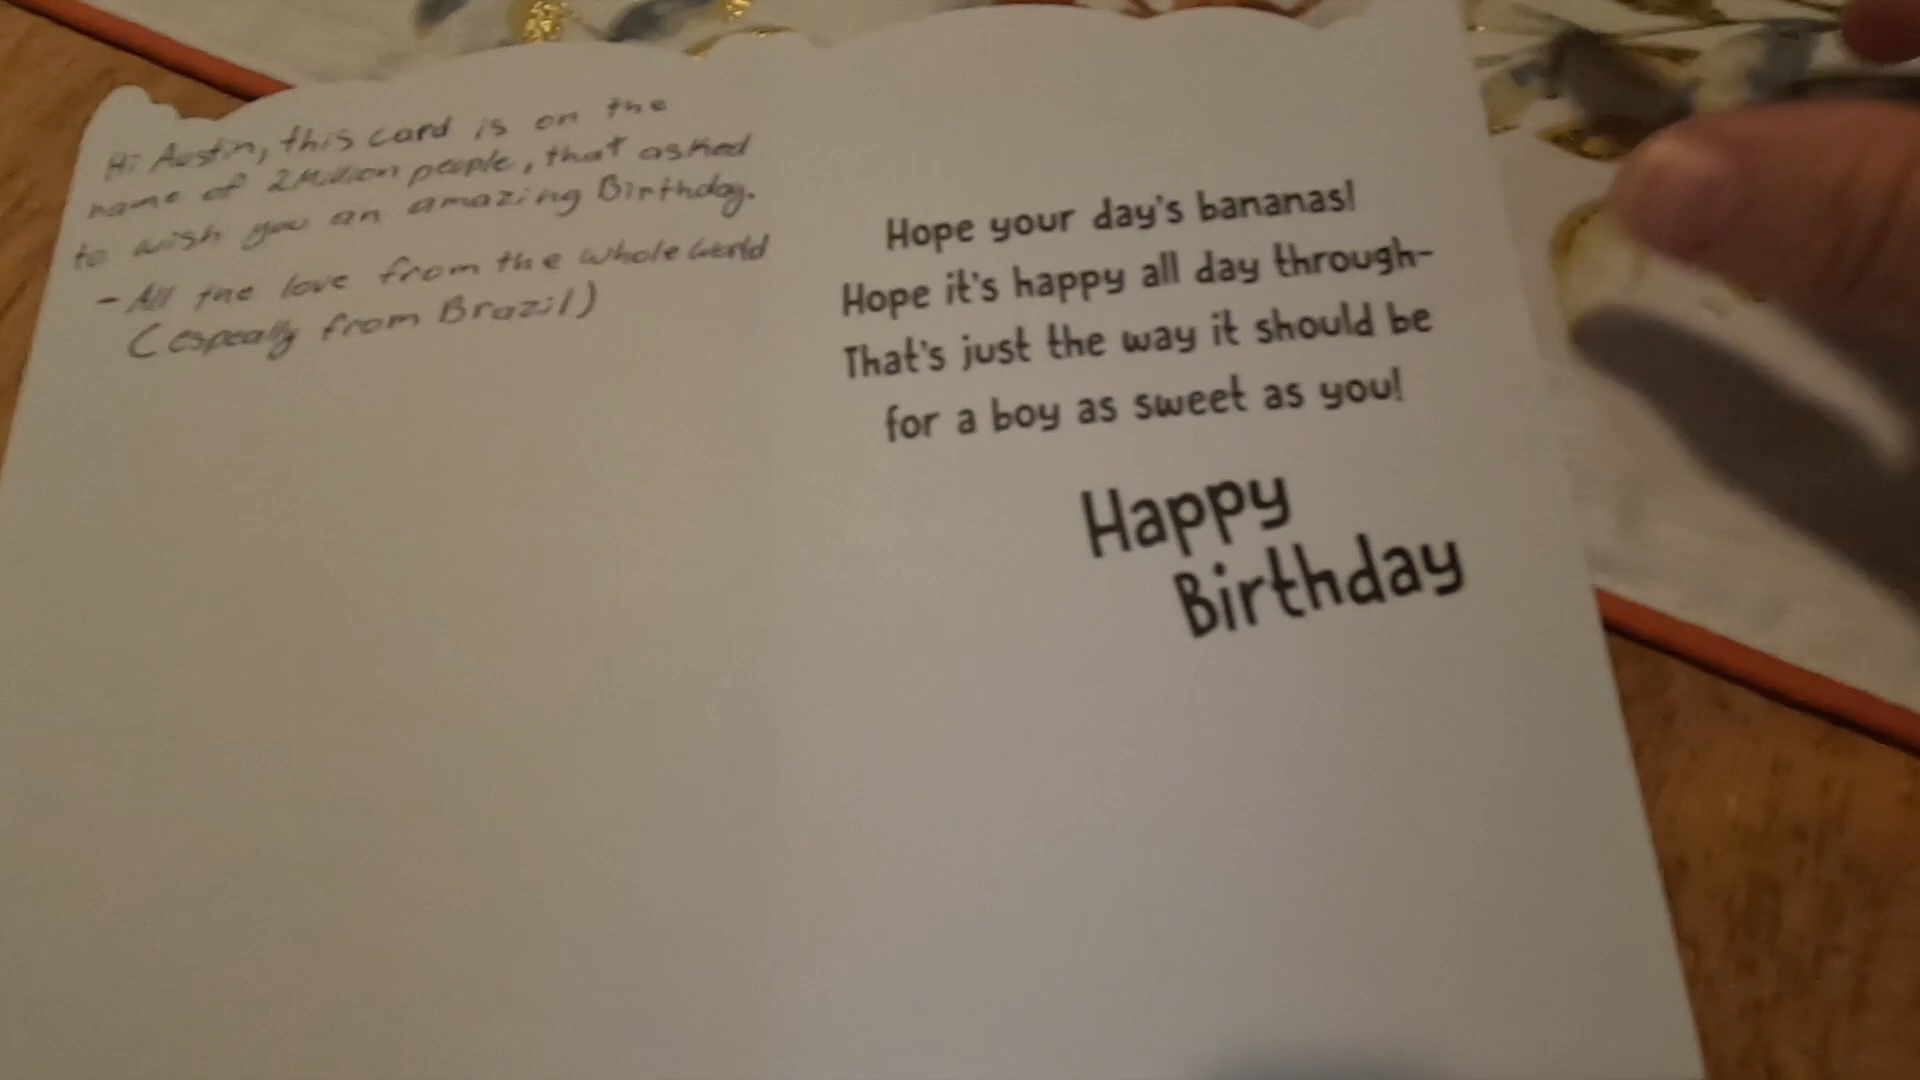 Hi Austin, this card is on the
name of 2Million people, that asked
to wish you an amazing Birthday.
- All the love from the whole world
(espeally from Brazil)
Hope your day's bananas!
Hope it's happy all day through-
That's just the way it should be
for a boy as sweet as you!
Happy
Birthday